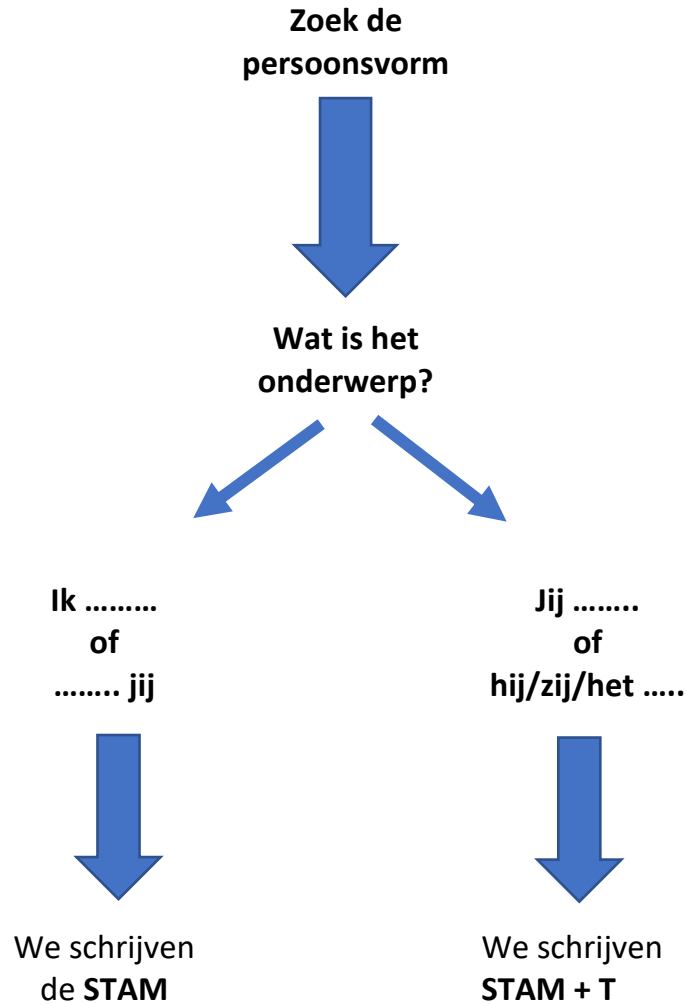 Zoek de
persoonsvorm
Wat is het
onderwerp?
Ik ………
of
…….. jij
Jij ……..
of
hij/zij/het …..
We schrijven
de STAM
We schrijven
STAM + T